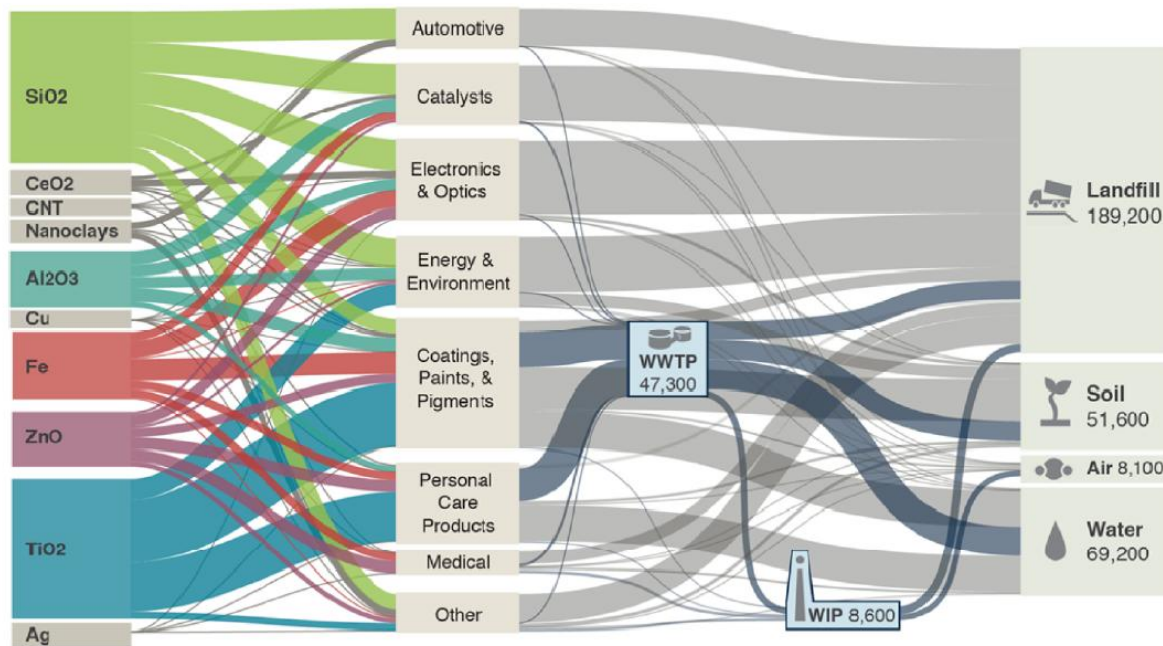 SiO2
CeO2
CNT
Nanoclays
Al2O3
Cu
Fe
ZnO
TiO2
Ag
Automotive
Catalysts
Electronics
& Optics
Energy &
Environment
Coatings,
Paints, &
Pigments
Personal
Care
Products
Medical
Other
WWTP
47,300
WIP 8,600
Landfill
189,200
Soil
51,600
Air 8,100
Water
69,200